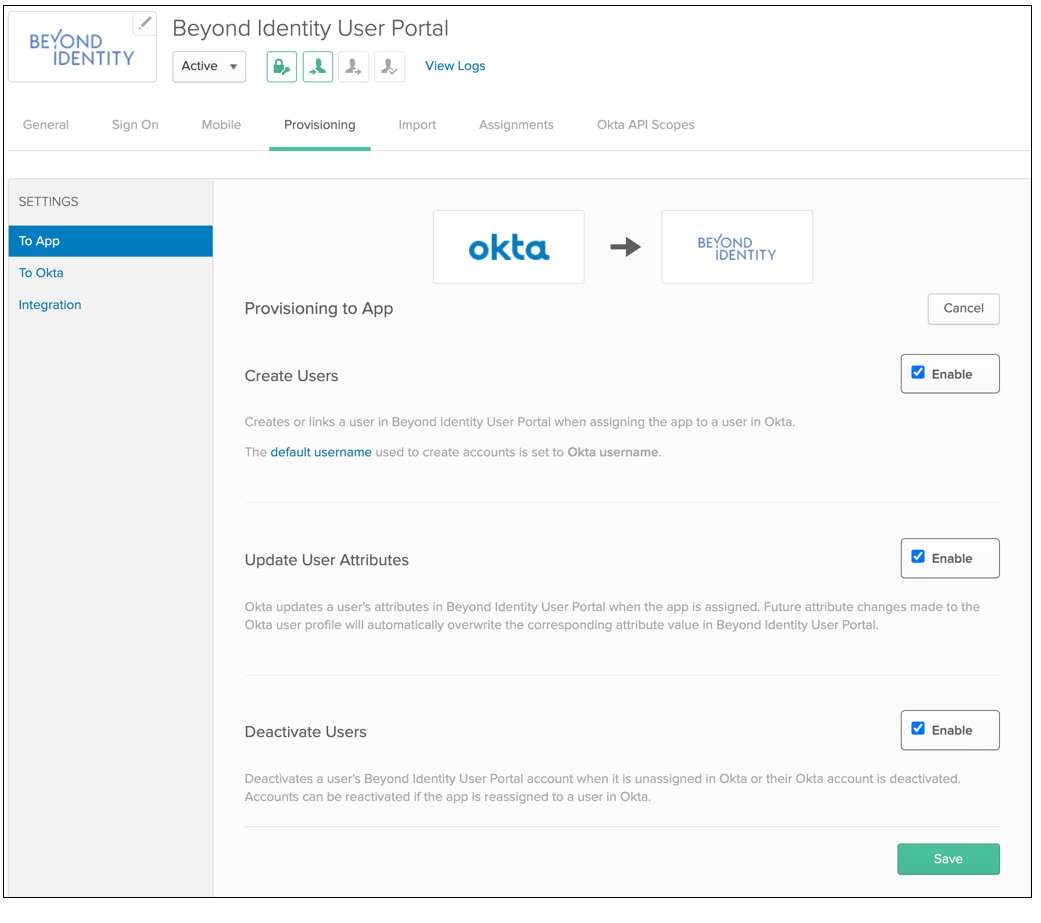 BEYOND
IDENTITY
Beyond Identity User Portal
Active
View Logs
General
Sign On
Mobile
Provisioning
Import
Assignments
Okta API Scopes
SETTINGS
To App
To Okta
Integration
okta
BEYOND
IDENTITY
Provisioning to App
Cancel
Create Users
Enable
Creates or links a user in Beyond Identity User Portal when assigning the app to a user in Okta.
The default username used to create accounts is set to Okta username.
Update User Attributes
Enable
Okta updates a user's attributes in Beyond Identity User Portal when the app is assigned. Future attribute changes made to the
Okta user profile will automatically overwrite the corresponding attribute value in Beyond Identity User Portal.
Deactivate Users
Enable
Deactivates a user's Beyond Identity User Portal account when it is unassigned in Okta or their Okta account is deactivated.
Accounts can be reactivated if the app is reassigned to a user in Okta.
Save